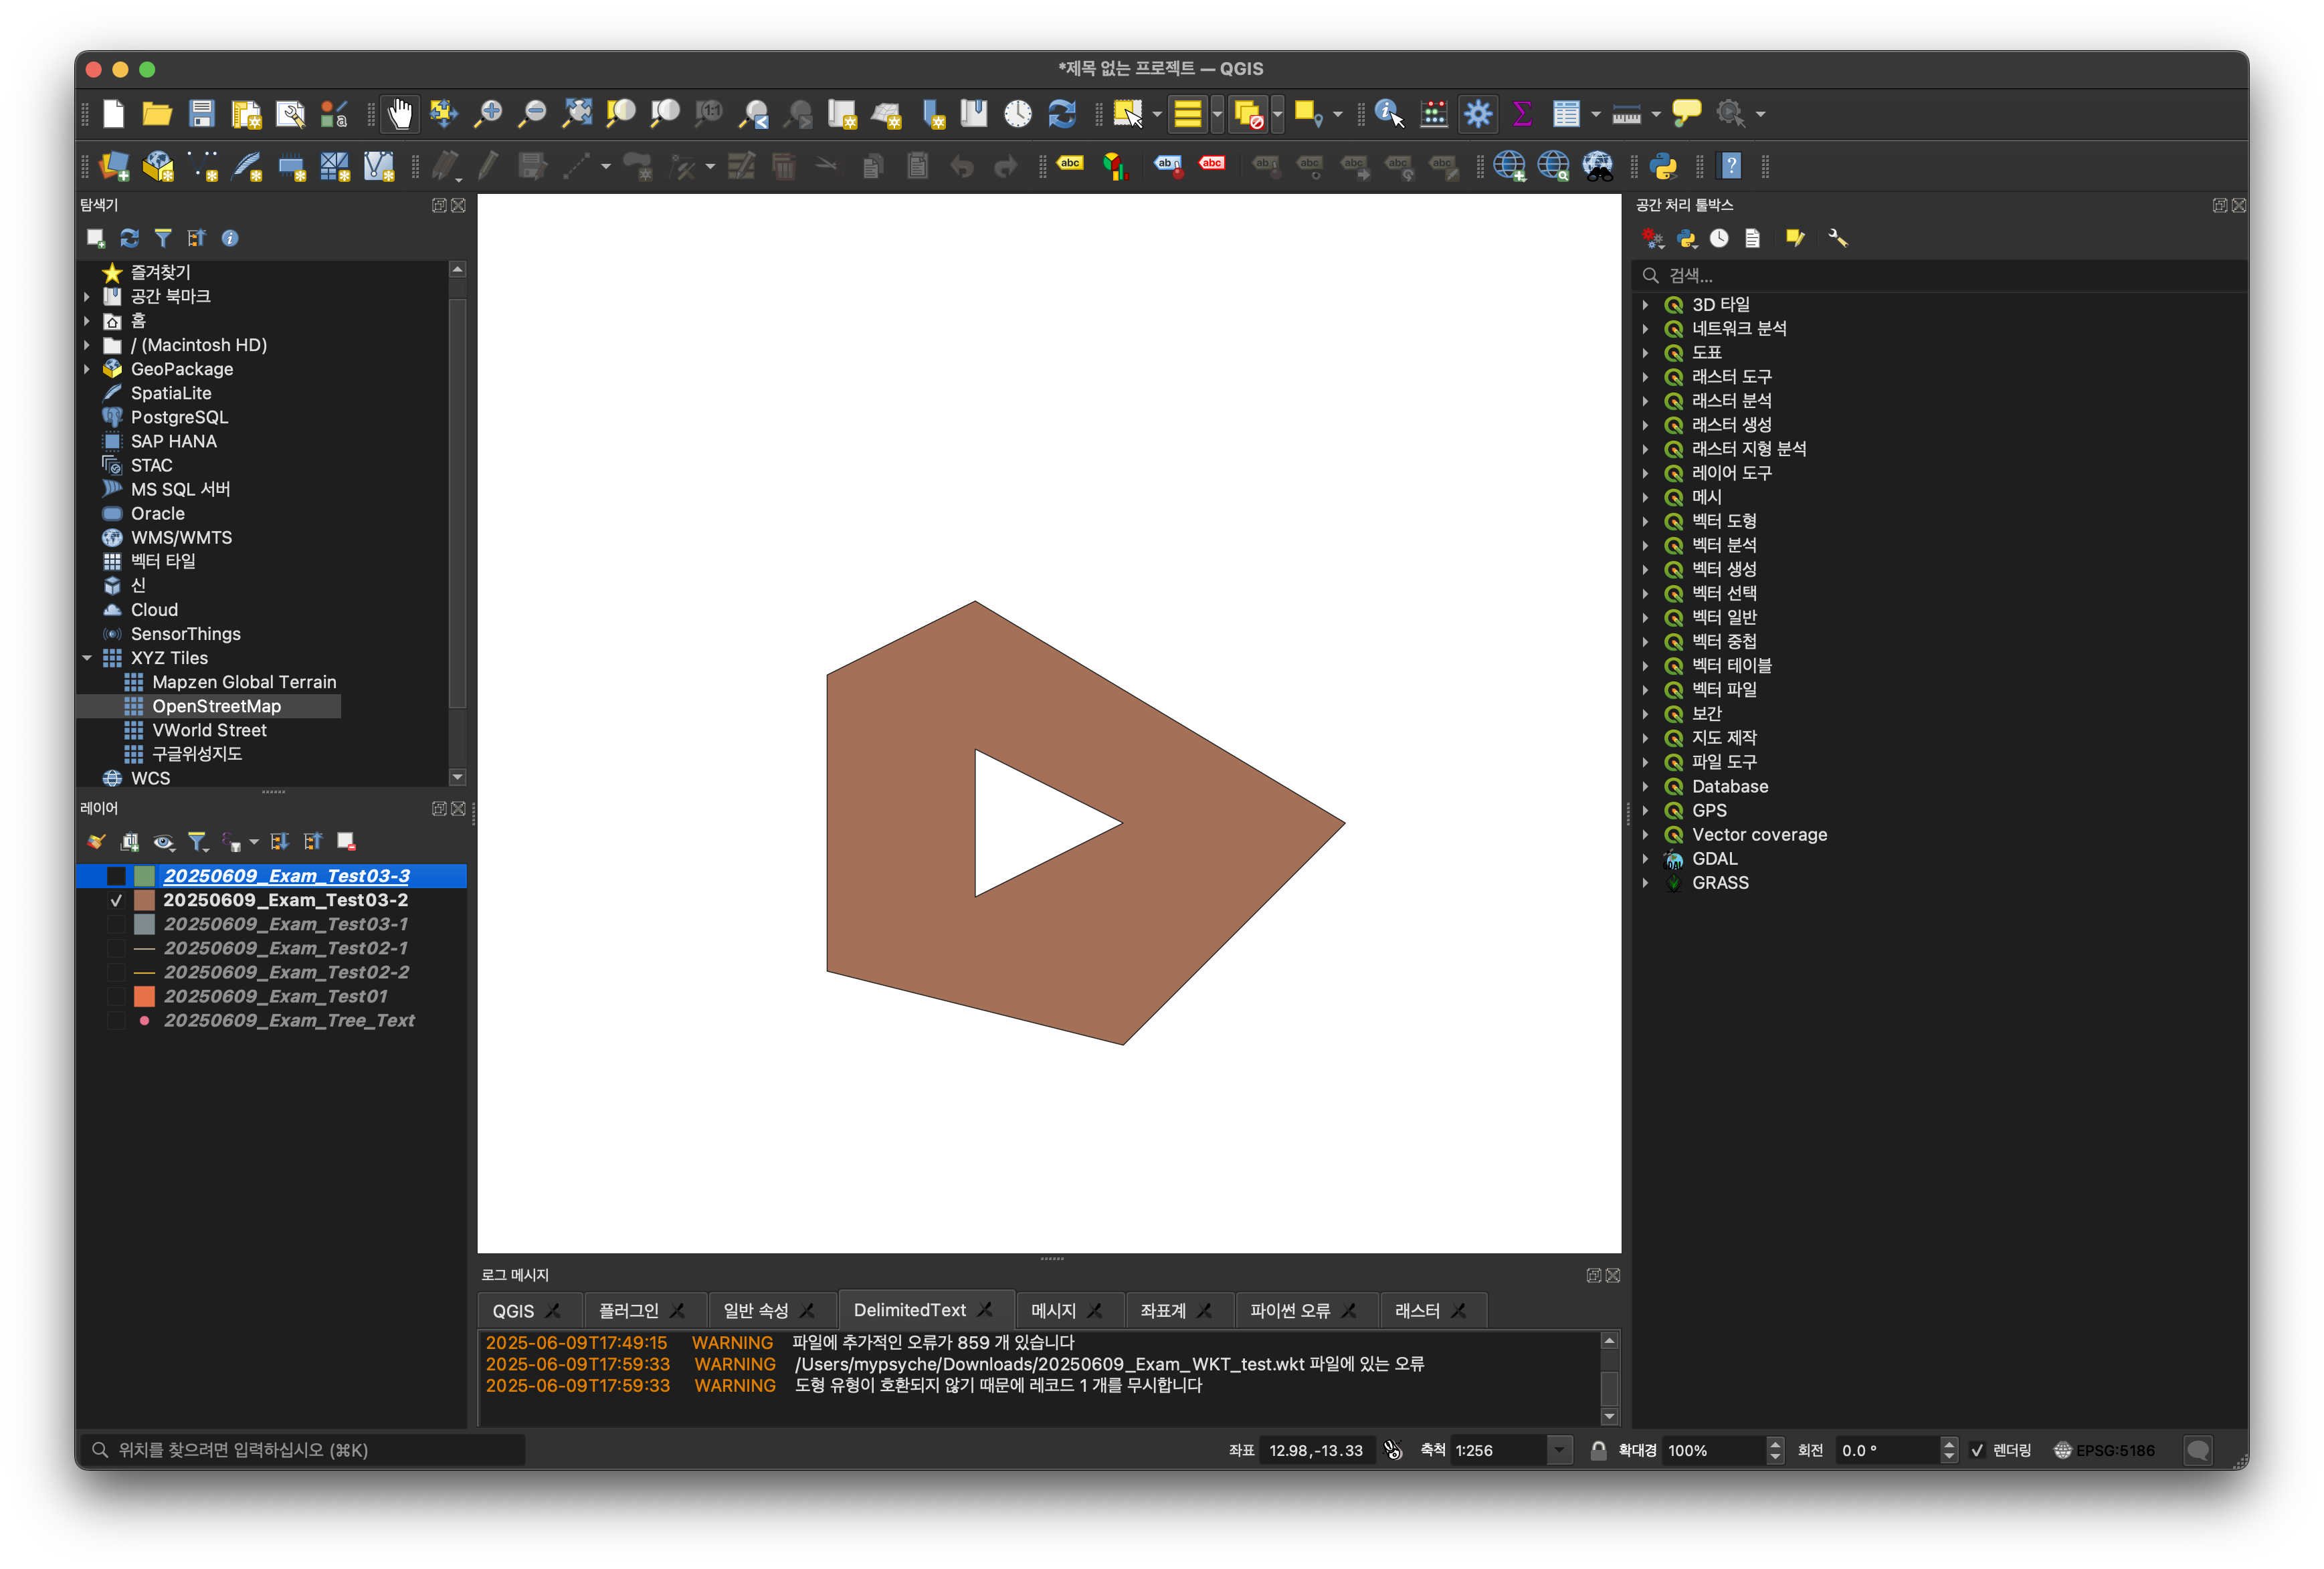 *제목 없는 프로젝트 — QGIS
탐색기
즐겨찾기
공간 북마크
홈
/ (Macintosh HD)
GeoPackage
SpatiaLite
PostgreSQL
SAP HANA
STAC
MS SQL 서버
Oracle
WMS/WMTS
벡터 타일
신
Cloud
SensorThings
XYZ Tiles
Mapzen Global Terrain
OpenStreetMap
VWorld Street
구글위성지도
WCS
레이어
20250609_Exam_Test03-3
20250609_Exam_Test03-2
20250609_Exam_Test03-1
20250609_Exam_Test02-1
20250609_Exam_Test02-2
20250609_Exam_Test01
20250609_Exam_Tree_Text
공간 처리 툴박스
검색...
3D 타일
네트워크 분석
도표
래스터 도구
래스터 분석
래스터 생성
래스터 지형 분석
레이어 도구
메시
벡터 도형
벡터 분석
벡터 생성
벡터 선택
벡터 일반
벡터 중첩
벡터 테이블
벡터 파일
보간
지도 제작
파일 도구
Database
GPS
Vector coverage
GDAL
GRASS
로그 메시지
QGIS 플러그인 일반 속성 DelimitedText 메시지 좌표계 파이썬 오류 래스터
2025-06-09T17:49:15 WARNING 파일에 추가적인 오류가 859 개 있습니다
2025-06-09T17:59:33 WARNING /Users/mypsyche/Downloads/20250609_Exam_WKT_test.wkt 파일에 있는 오류
2025-06-09T17:59:33 WARNING 도형 유형이 호환되지 않기 때문에 레코드 1 개를 무시합니다
위치를 찾으려면 입력하십시오 (⌘K) 좌표 12.98,-13.33 축척 1:256 확대경 100% 회전 0.0 ° 렌더링 EPSG:5186